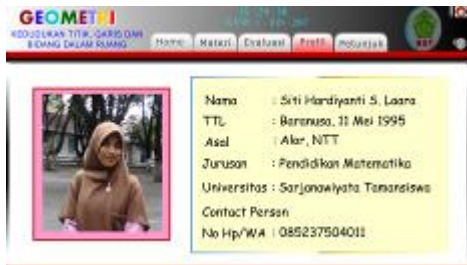 GEOMETRI
KEDUDUKAN TITIK, GARIS DAN
BIDANG DALAM RUANG
Home Materi Evaluasi Profil Petunjuk
Nama : Siti Hardiyanti S. Laara
TTL : Baranusa, 11 Mei 1995
Asal : Alor, NTT
Jurusan : Pendidikan Matematika
Universitas : Sarjanawiyata Tamansiswa
Contact Person
No Hp/WA : 085237504011